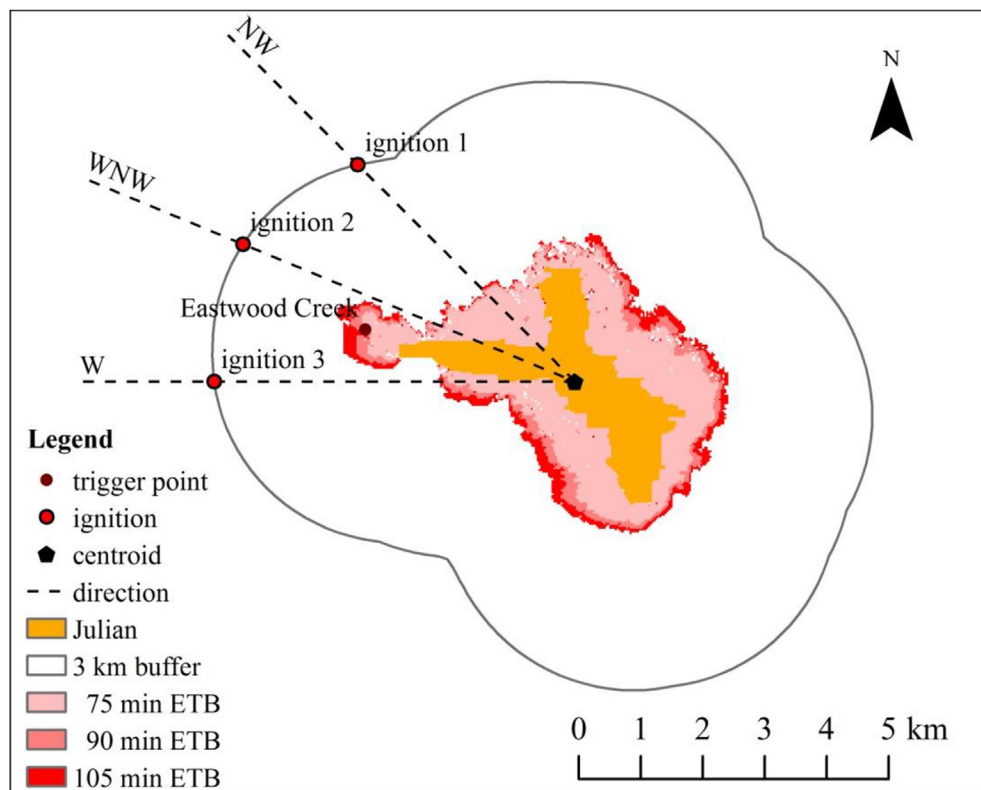 NW
N
ignition 1
WNW
ignition 2
Eastwood Creek
ignition 3
W
Legend
trigger point
ignition
centroid
direction
Julian
3 km buffer
75 min ETB
90 min ETB
105 min ETB
0 1 2 3 4 5 km